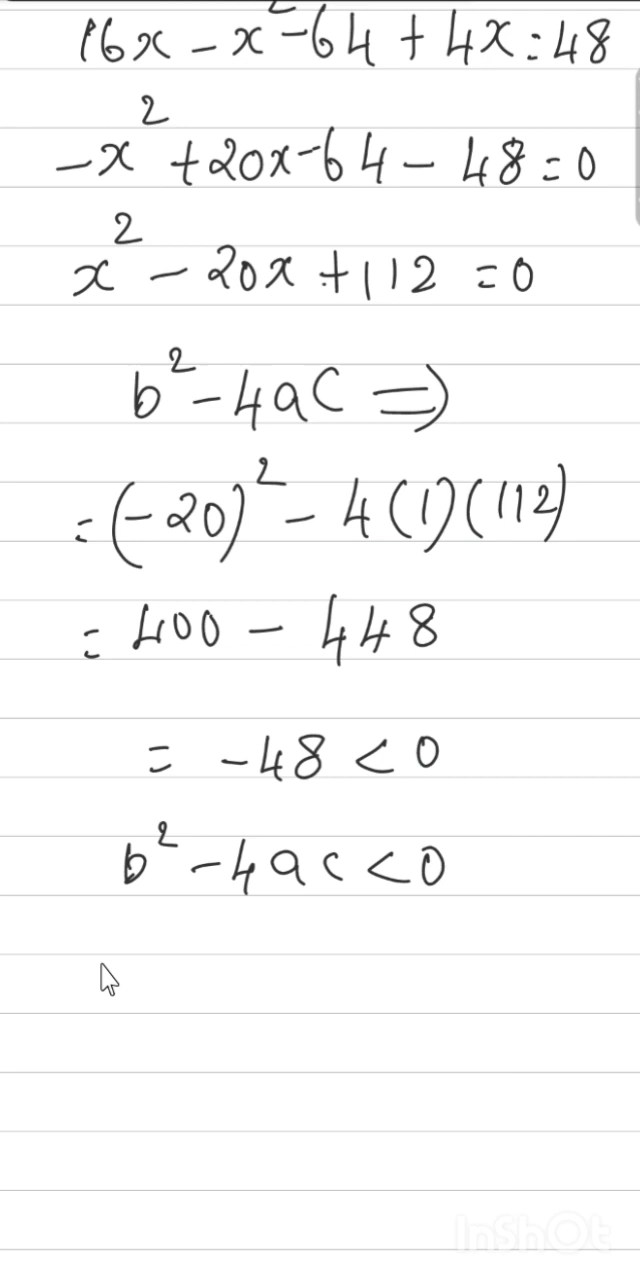 16x - x² - 64 + 4x = 48
-x² + 20x - 64 - 48 = 0
x² - 20x + 112 = 0
b² - 4ac ⇒
= (-20)² - 4(1)(112)
= 400 - 448
= -48 < 0
b² - 4ac < 0
InShOt